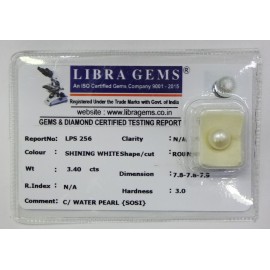 LIBRA GEMS®
An ISO Certified Gems Company 9001 - 2015
Registered Under the Trade Marks with Govt. of India
website : www.libragems.co.in
GEMS & DIAMOND CERTIFIED TESTING REPORT
ReportNo: LPS 256 Clarity : N/A
Colour : SHINING WHITE Shape/cut : ROUN
Wt : 3.40 cts Dimension : 7.8-7.8-7.5
R.Index : N/A Hardness : 3.0
Comment : C/ WATER PEARL {SOSI}